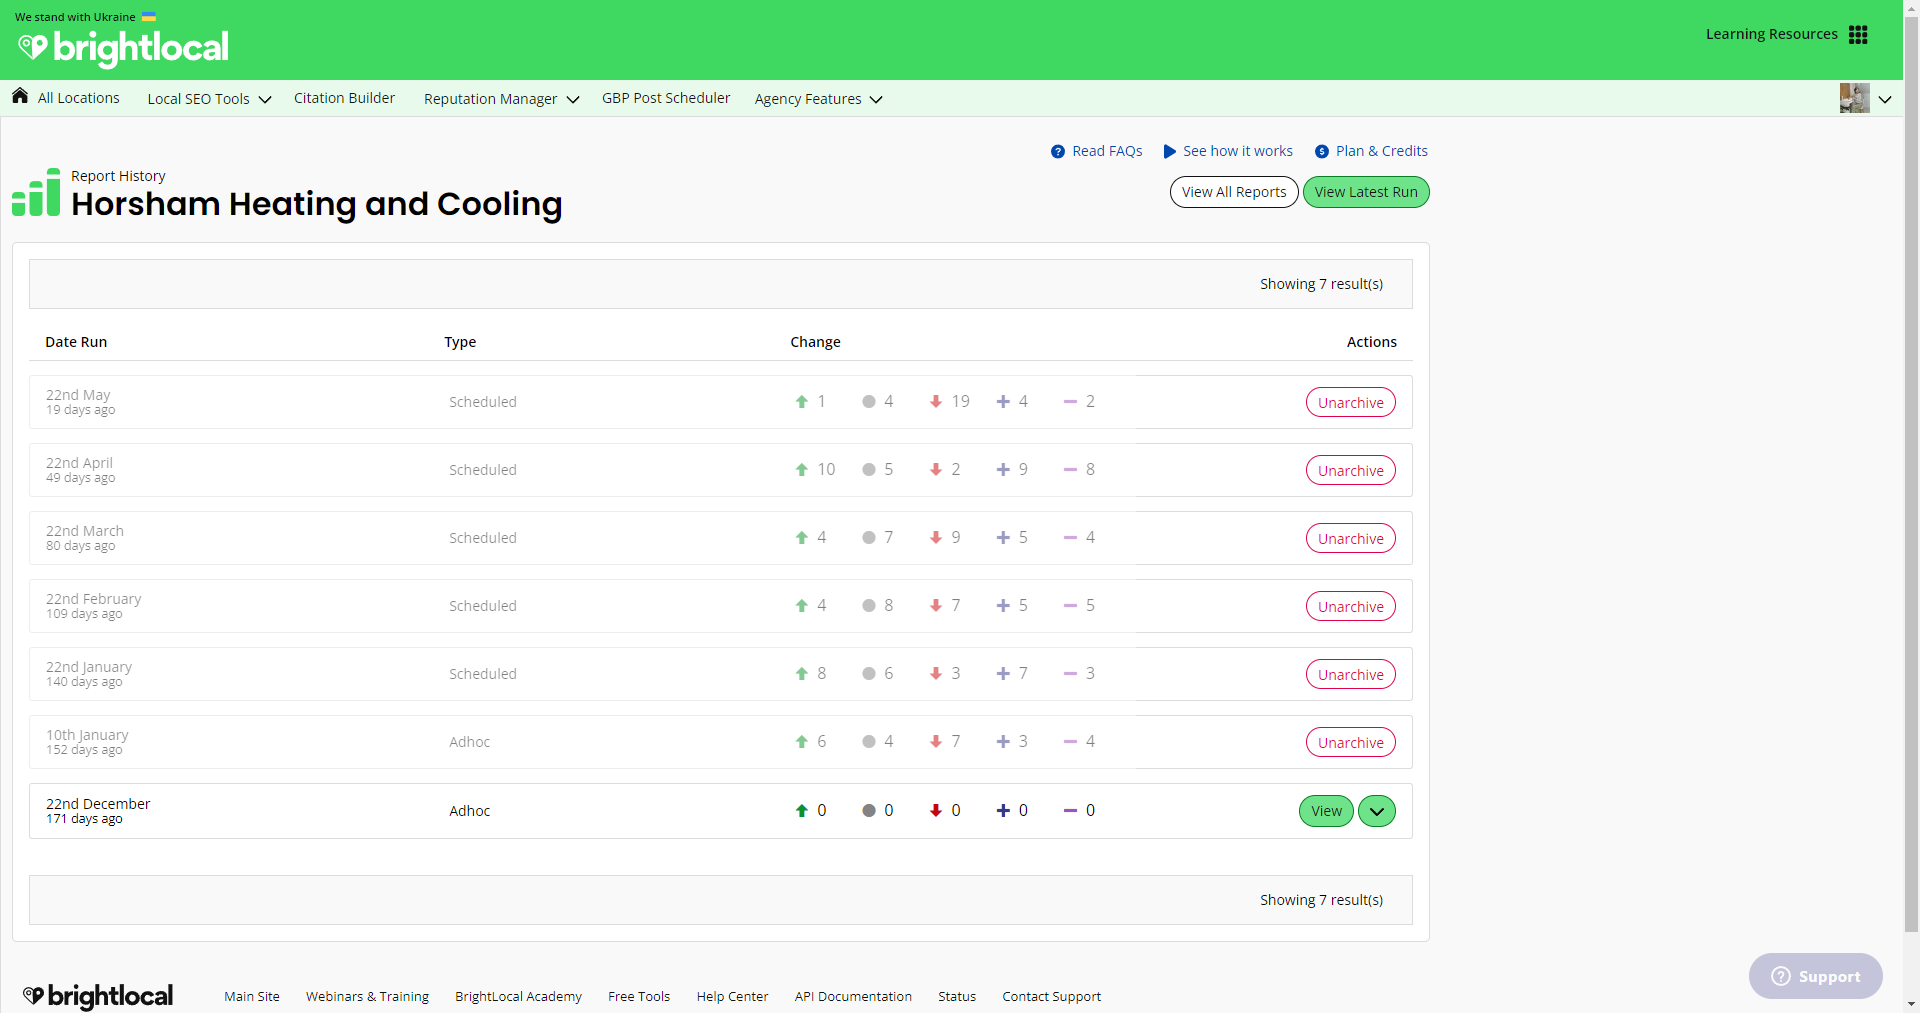 We stand with Ukraine
brightlocal
Learning Resources
All Locations
Local SEO Tools
Citation Builder
Reputation Manager
GBP Post Scheduler
Agency Features
Read FAQs
See how it works
Plan & Credits
Report History
Horsham Heating and Cooling
View All Reports
View Latest Run
Showing 7 result(s)
Date Run Type Change Actions
22nd May
19 days ago
Scheduled 1 4 19 4 2 Unarchive
22nd April
49 days ago
Scheduled 10 5 2 9 8 Unarchive
22nd March
80 days ago
Scheduled 4 7 9 5 4 Unarchive
22nd February
109 days ago
Scheduled 4 8 7 5 5 Unarchive
22nd January
140 days ago
Scheduled 8 6 3 7 3 Unarchive
10th January
152 days ago
Adhoc 6 4 7 3 4 Unarchive
22nd December
171 days ago
Adhoc 0 0 0 0 0 View
Showing 7 result(s)
Support
brightlocal
Main Site
Webinars & Training
BrightLocal Academy
Free Tools
Help Center
API Documentation
Status
Contact Support